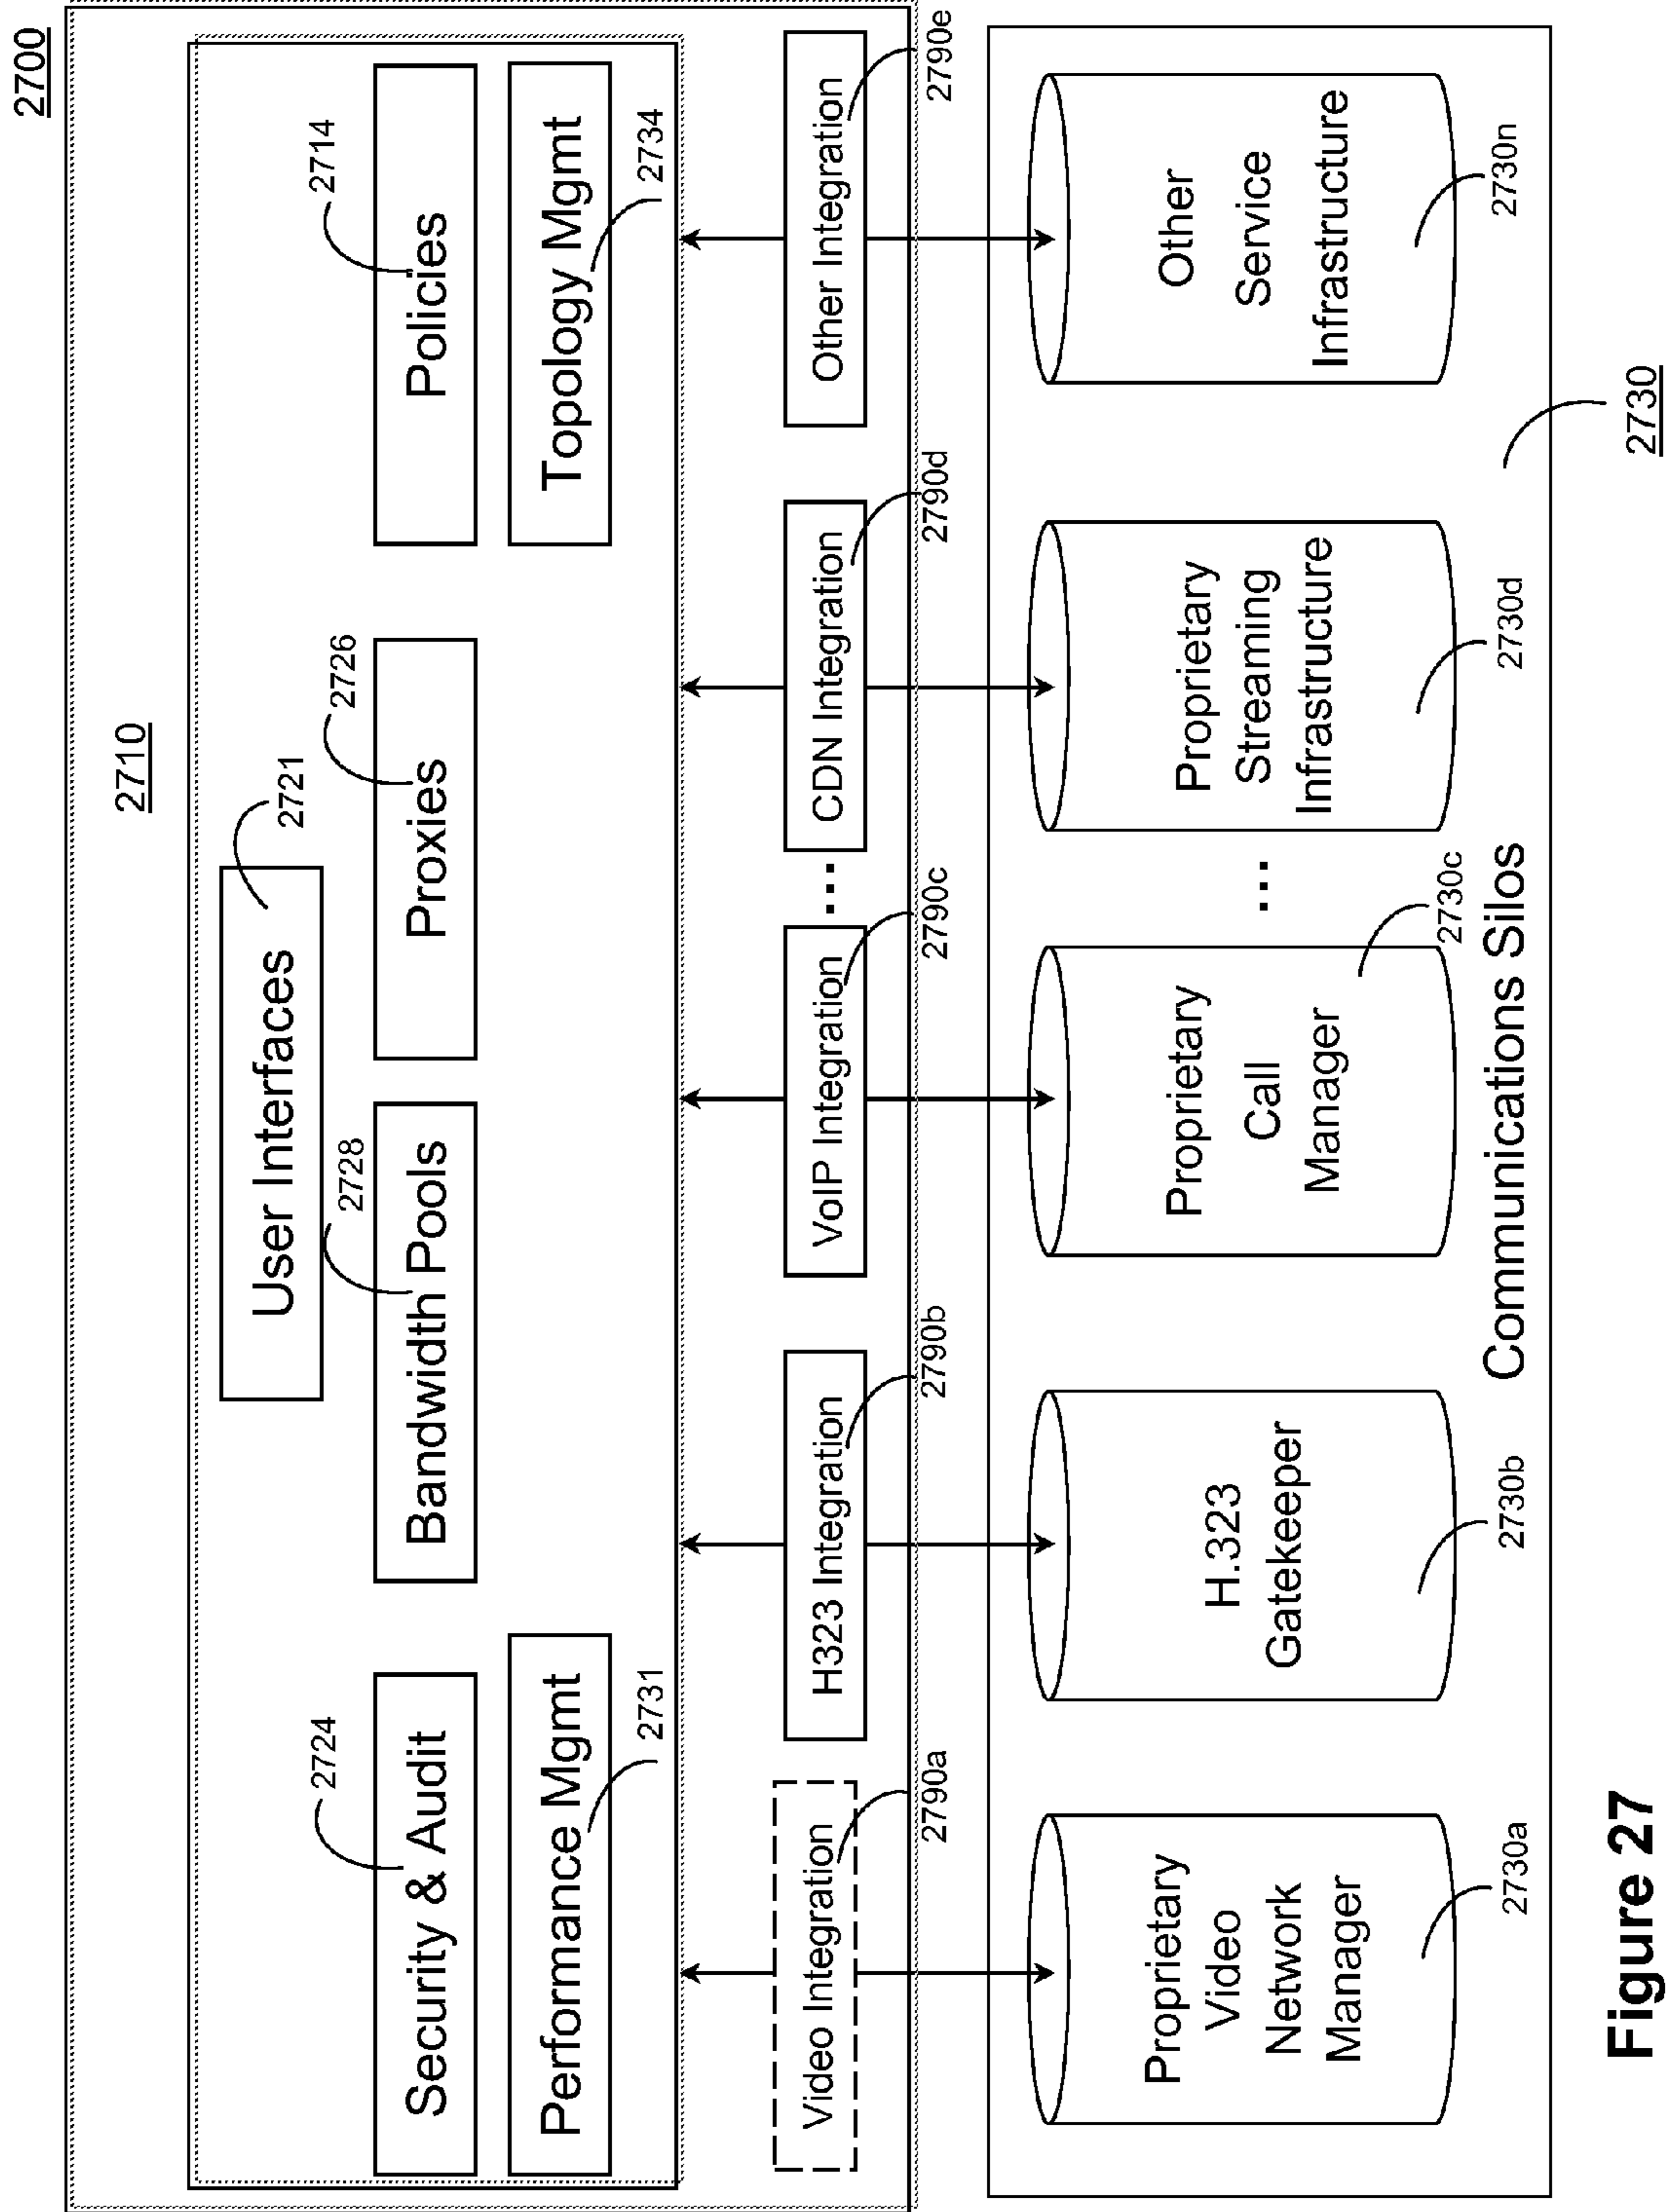 2700
2710
User Interfaces
2721
2724
2728
2726
2714
Security & Audit
Bandwidth Pools
Proxies
Policies
Performance Mgmt
Topology Mgmt
2731
2734
Video Integration
H323 Integration
VoIP Integration
...
CDN Integration
Other Integration
2790a
2790b
2790c
2790d
2790e
Proprietary
Video
Network
Manager
H.323
Gatekeeper
Proprietary
Call
Manager
...
Proprietary
Streaming
Infrastructure
Other
Service
Infrastructure
2730a
2730b
2730c
2730d
2730n
Communications Silos
2730
Figure 27